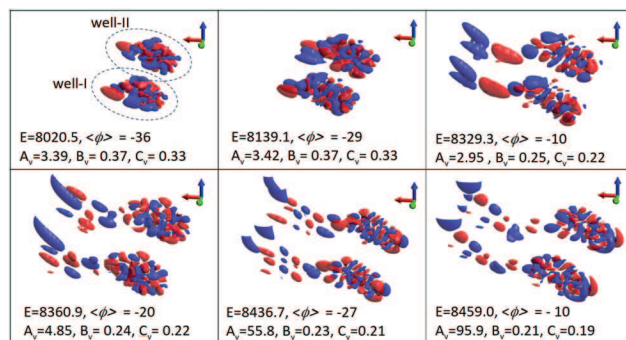 well-II
well-I
E=8020.5, <ϕ> = -36
A_v=3.39, B_v= 0.37, C_v= 0.33
E=8139.1, <ϕ> = -29
A_v=3.42, B_v= 0.37, C_v= 0.33
E=8329.3, <ϕ> = -10
A_v=2.95 , B_v= 0.25, C_v= 0.22
E=8360.9, <ϕ> = -20
A_v=4.85, B_v= 0.24, C_v= 0.22
E=8436.7, <ϕ> = -27
A_v=55.8, B_v= 0.23, C_v= 0.21
E=8459.0, <ϕ> = - 10
A_v=95.9, B_v= 0.21, C_v= 0.19